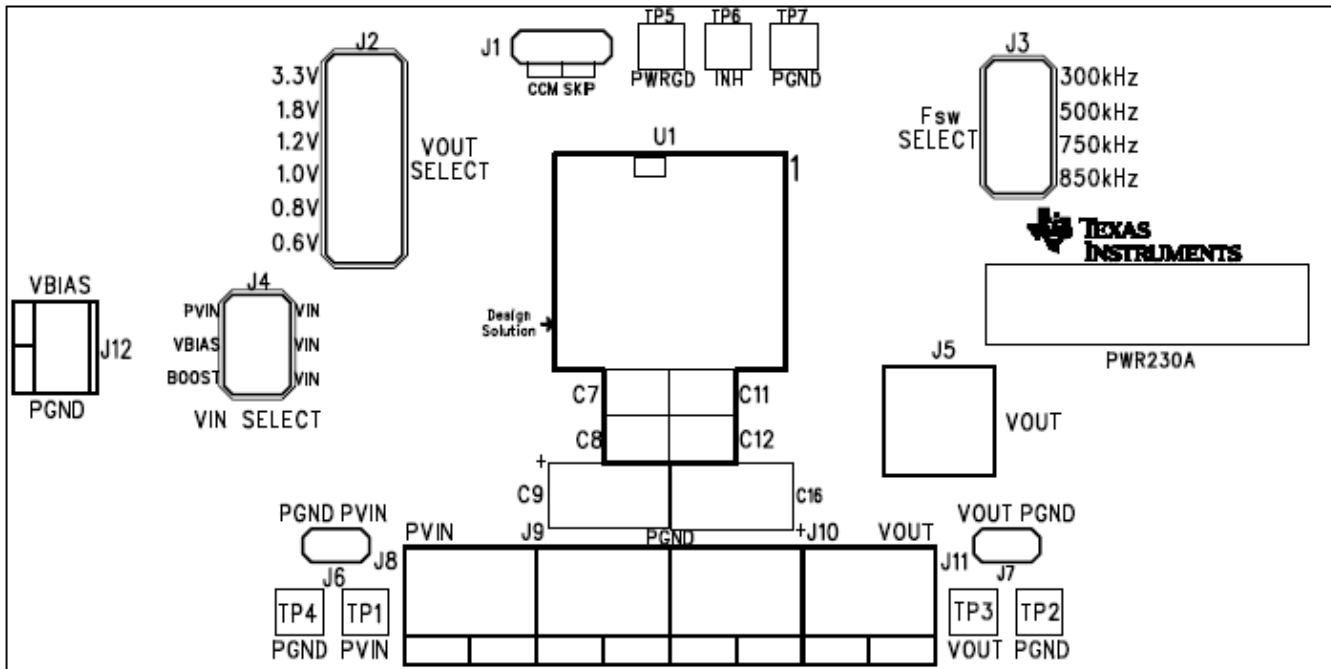 TP5 TP6 TP7
J2
J1
J3
CCM SKIP
PWRGD INH PGND
3.3V
1.8V
1.2V
1.0V
0.8V
0.6V
VOUT
SELECT
U1
1
Fsw
SELECT
300kHz
500kHz
750kHz
850kHz
TEXAS
INSTRUMENTS
PWR230A
VBIAS
J12
PGND
J4
PVIN VIN
VBIAS VIN
BOOST VIN
VIN SELECT
Design
Solution
J5
VOUT
C7 C11
C8 C12
+
C9 C16
PGND PVIN
J6
PVIN J9 PGND +J10 VOUT
J8
J11
VOUT PGND
J7
TP4 TP1
PGND PVIN
TP3 TP2
VOUT PGND